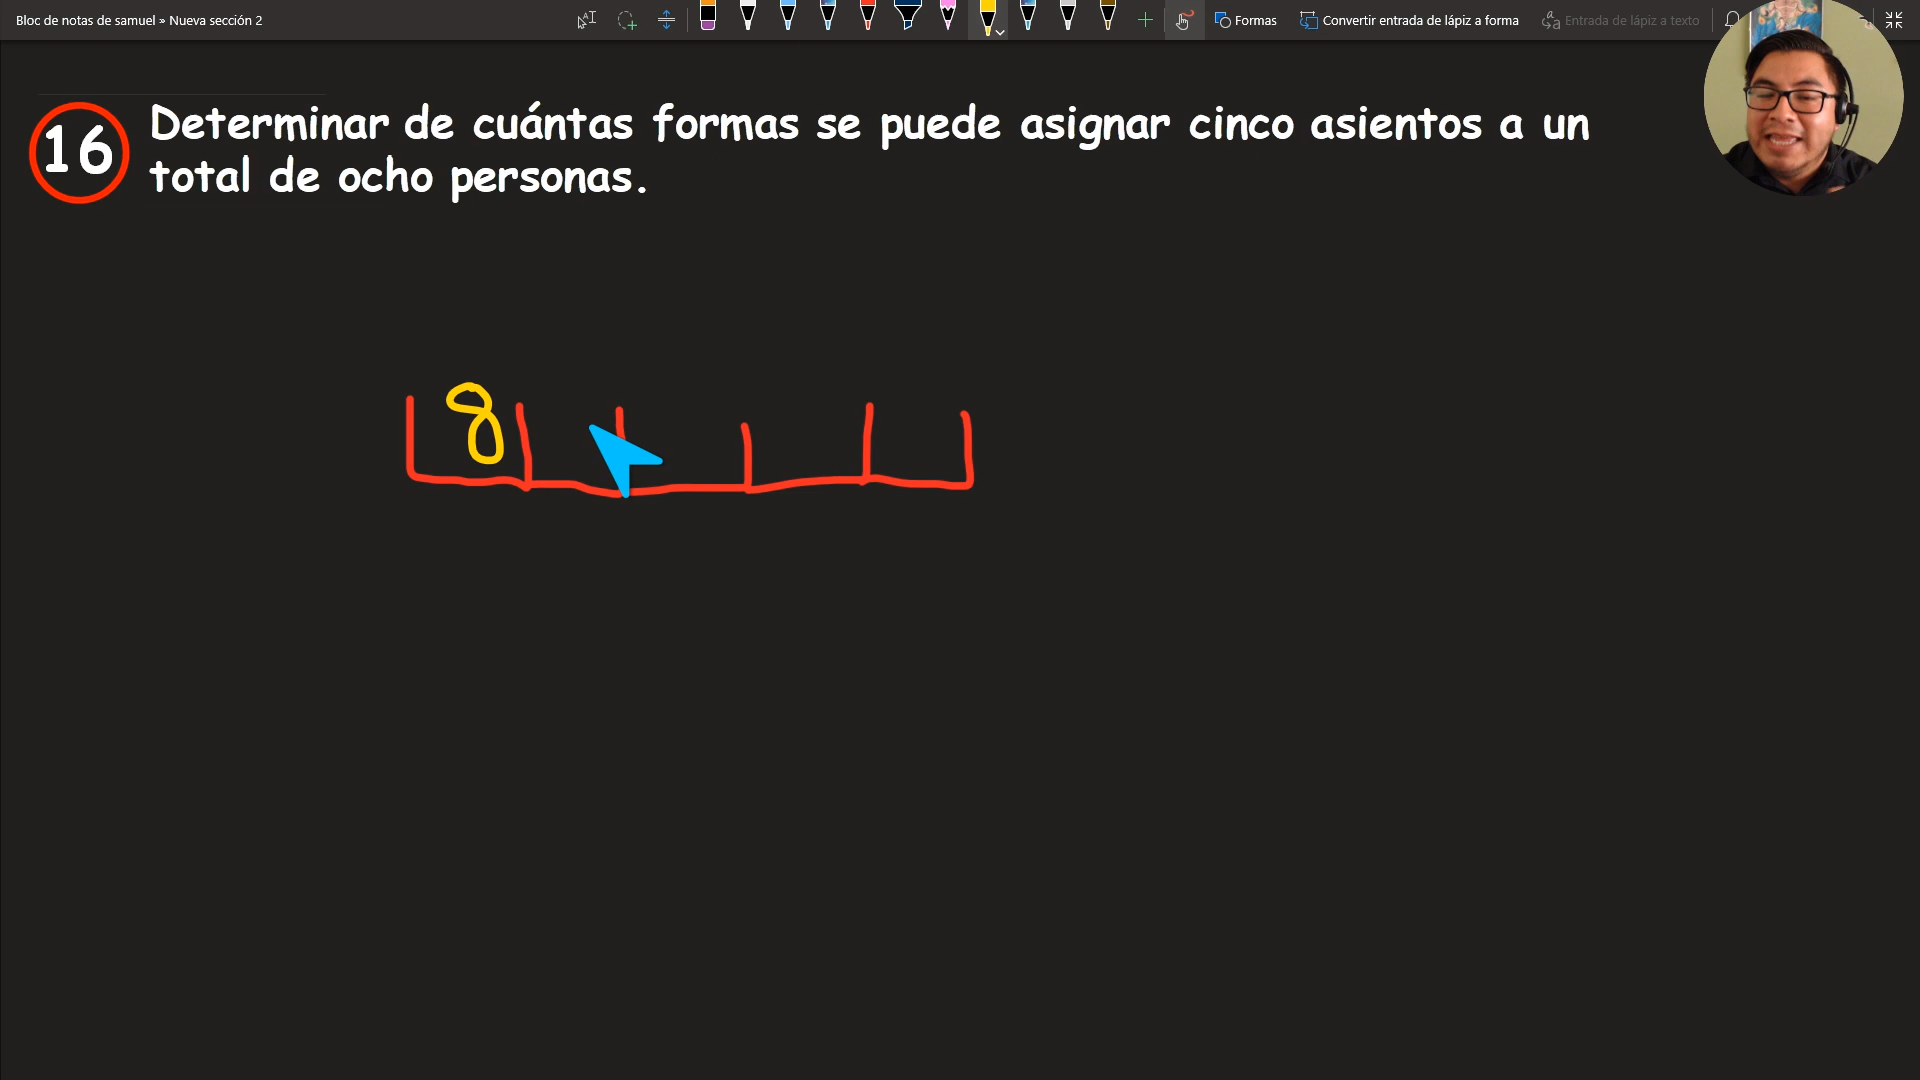 Bloc de notas de samuel » Nueva sección 2
Formas
Convertir entrada de lápiz a forma
Entrada de lápiz a texto
16
Determinar de cuántas formas se puede asignar cinco asientos a un
total de ocho personas.
8